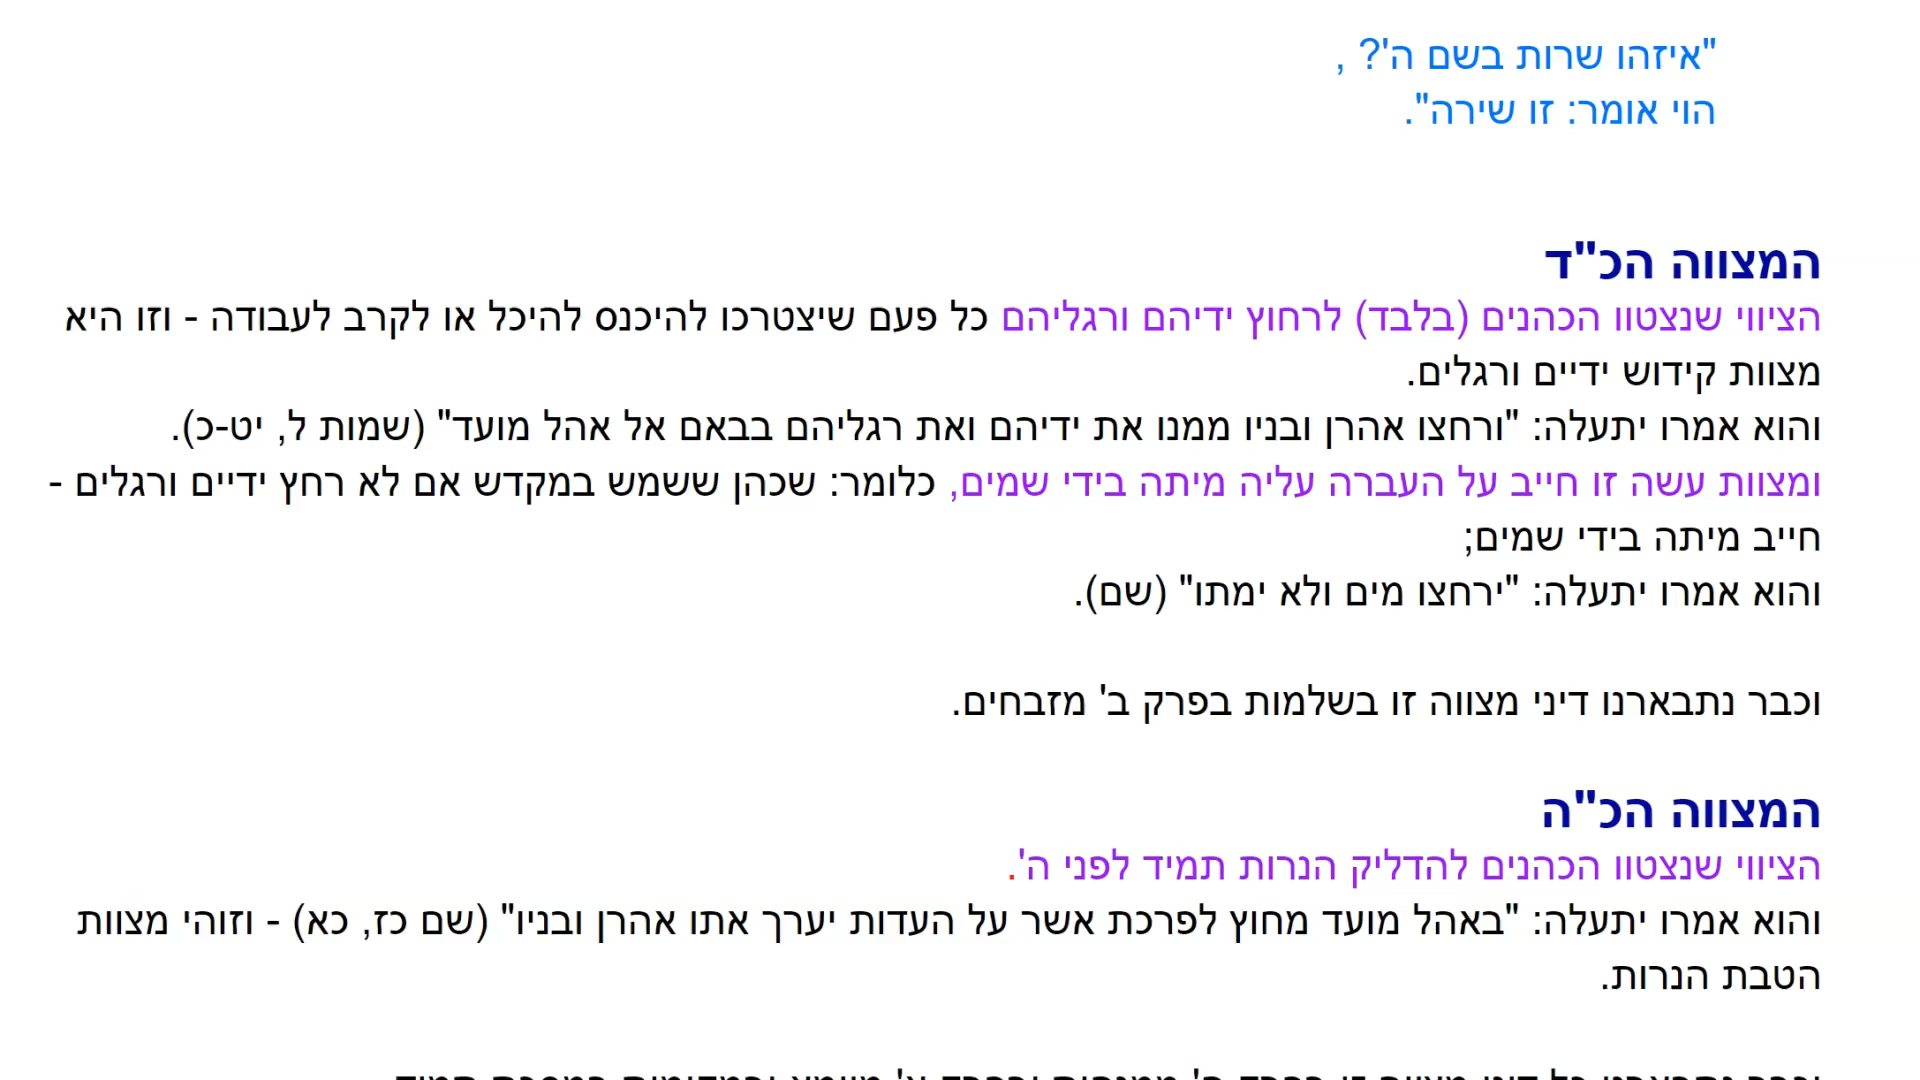 "איזהו שרות בשם ה'? ,
הוי אומר: זו שירה".
המצווה הכ"ד
הציווי שנצטוו הכהנים (בלבד) לרחוץ ידיהם ורגליהם כל פעם שיצטרכו להיכנס להיכל או לקרב לעבודה - וזו היא
מצוות קידוש ידיים ורגלים.
והוא אמרו יתעלה: "ורחצו אהרן ובניו ממנו את ידיהם ואת רגליהם בבאם אל אהל מועד" (שמות ל, יט-כ).
ומצוות עשה זו חייב על העברה עליה מיתה בידי שמים, כלומר: שכהן ששמש במקדש אם לא רחץ ידיים ורגלים -
חייב מיתה בידי שמים;
והוא אמרו יתעלה: "ירחצו מים ולא ימתו" (שם).
וכבר נתבארנו דיני מצווה זו בשלמות בפרק ב' מזבחים.
המצווה הכ"ה
הציווי שנצטוו הכהנים להדליק הנרות תמיד לפני ה'.
והוא אמרו יתעלה: "באהל מועד מחוץ לפרכת אשר על העדות יערך אתו אהרן ובניו" (שם כז, כא) - וזוהי מצוות
הטבת הנרות.